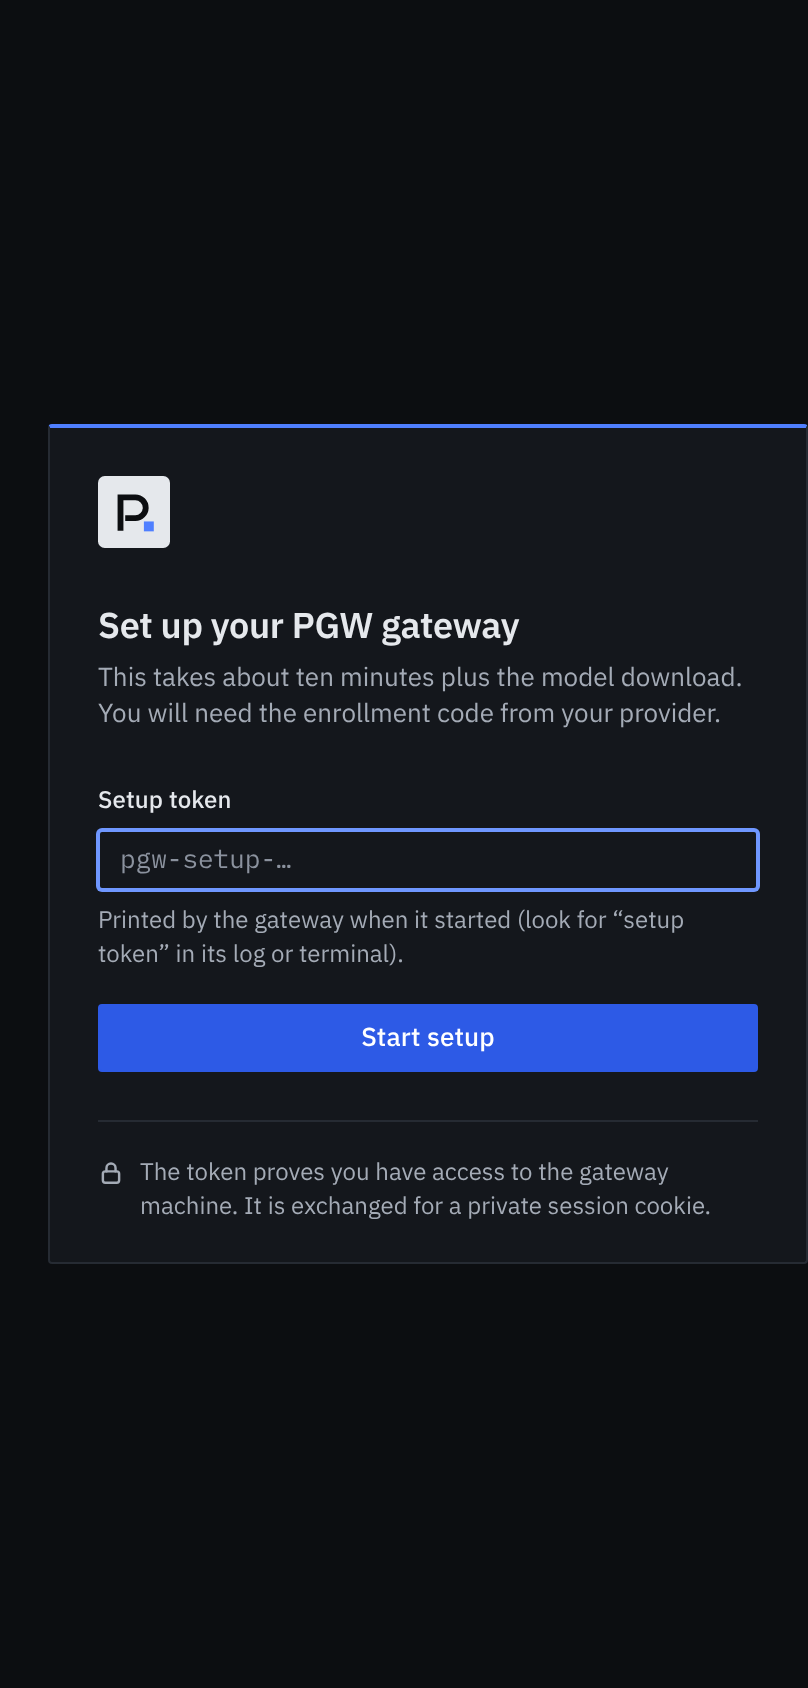 P.
Set up your PGW gateway
This takes about ten minutes plus the model download.
You will need the enrollment code from your provider.
Setup token
pgw-setup-…
Printed by the gateway when it started (look for “setup
token” in its log or terminal).
Start setup
The token proves you have access to the gateway
machine. It is exchanged for a private session cookie.